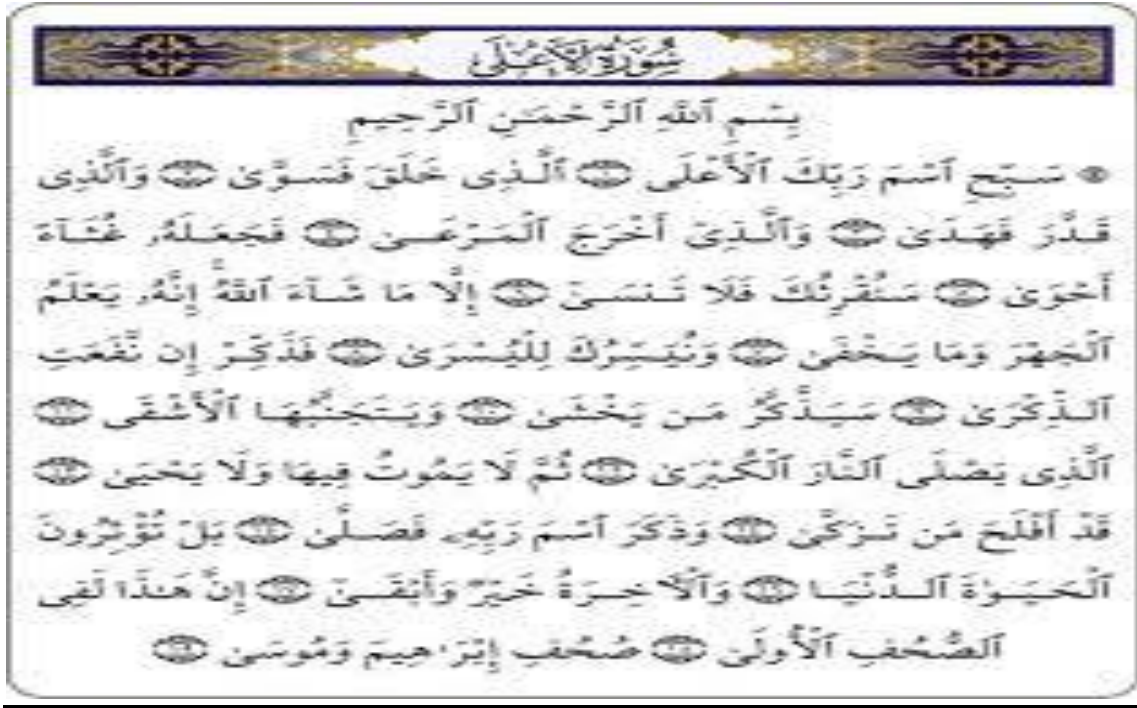 سُورَةُ الأَعْلَى
بِسْمِ ٱللَّهِ ٱلرَّحْمَٰنِ ٱلرَّحِيمِ
۞ سَبِّحِ ٱسْمَ رَبِّكَ ٱلْأَعْلَى ۝١ ٱلَّذِى خَلَقَ فَسَوَّىٰ ۝٢ وَٱلَّذِى
قَدَّرَ فَهَدَىٰ ۝٣ وَٱلَّذِىٓ أَخْرَجَ ٱلْمَرْعَىٰ ۝٤ فَجَعَلَهُۥ غُثَآءً
أَحْوَىٰ ۝٥ سَنُقْرِئُكَ فَلَا تَنسَىٰٓ ۝٦ إِلَّا مَا شَآءَ ٱللَّهُ إِنَّهُۥ يَعْلَمُ
ٱلْجَهْرَ وَمَا يَخْفَىٰ ۝٧ وَنُيَسِّرُكَ لِلْيُسْرَىٰ ۝٨ فَذَكِّرْ إِن نَّفَعَتِ
ٱلذِّكْرَىٰ ۝٩ سَيَذَّكَّرُ مَن يَخْشَىٰ ۝١٠ وَيَتَجَنَّبُهَا ٱلْأَشْقَى ۝١١
ٱلَّذِى يَصْلَى ٱلنَّارَ ٱلْكُبْرَىٰ ۝١٢ ثُمَّ لَا يَمُوتُ فِيهَا وَلَا يَحْيَىٰ ۝١٣
قَدْ أَفْلَحَ مَن تَزَكَّىٰ ۝١٤ وَذَكَرَ ٱسْمَ رَبِّهِۦ فَصَلَّىٰ ۝١٥ بَلْ تُؤْثِرُونَ
ٱلْحَيَوٰةَ ٱلدُّنْيَا ۝١٦ وَٱلْءَاخِرَةُ خَيْرٌ وَأَبْقَىٰٓ ۝١٧ إِنَّ هَٰذَا لَفِى
ٱلصُّحُفِ ٱلْأُولَىٰ ۝١٨ صُحُفِ إِبْرَٰهِيمَ وَمُوسَىٰ ۝١٩